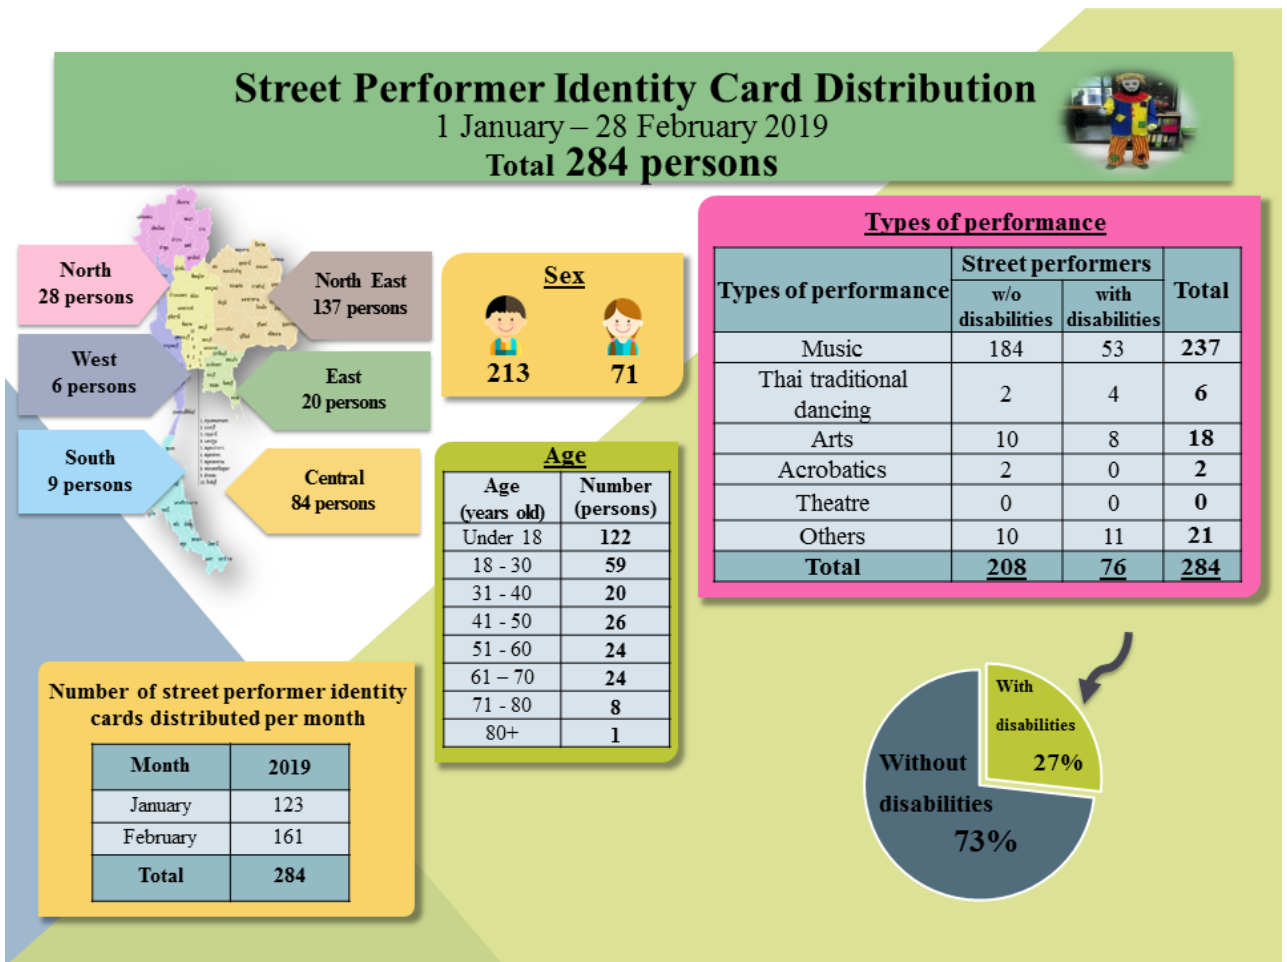 Street Performer Identity Card Distribution
1 January – 28 February 2019
Total 284 persons
North
28 persons
North East
137 persons
West
6 persons
East
20 persons
South
9 persons
Central
84 persons
Sex
213 71
Age
Age (years old) Number (persons)
Under 18 122
18 - 30 59
31 - 40 20
41 - 50 26
51 - 60 24
61 – 70 24
71 - 80 8
80+ 1
Types of performance
Types of performance Street performers Total
w/o disabilities with disabilities
Music 184 53 237
Thai traditional dancing 2 4 6
Arts 10 8 18
Acrobatics 2 0 2
Theatre 0 0 0
Others 10 11 21
Total 208 76 284
Number of street performer identity
cards distributed per month
Month 2019
January 123
February 161
Total 284
With
disabilities
27%
Without
disabilities
73%